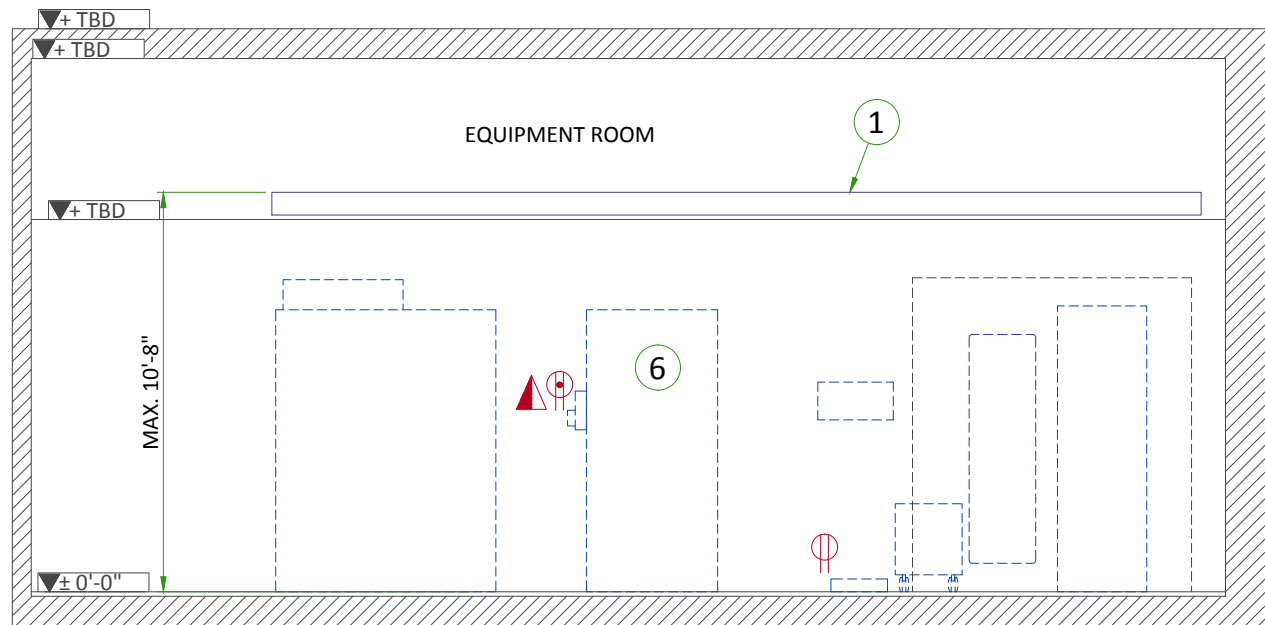 + TBD
+ TBD
EQUIPMENT ROOM
1
+ TBD
MAX. 10'-8"
6
± 0'-0"